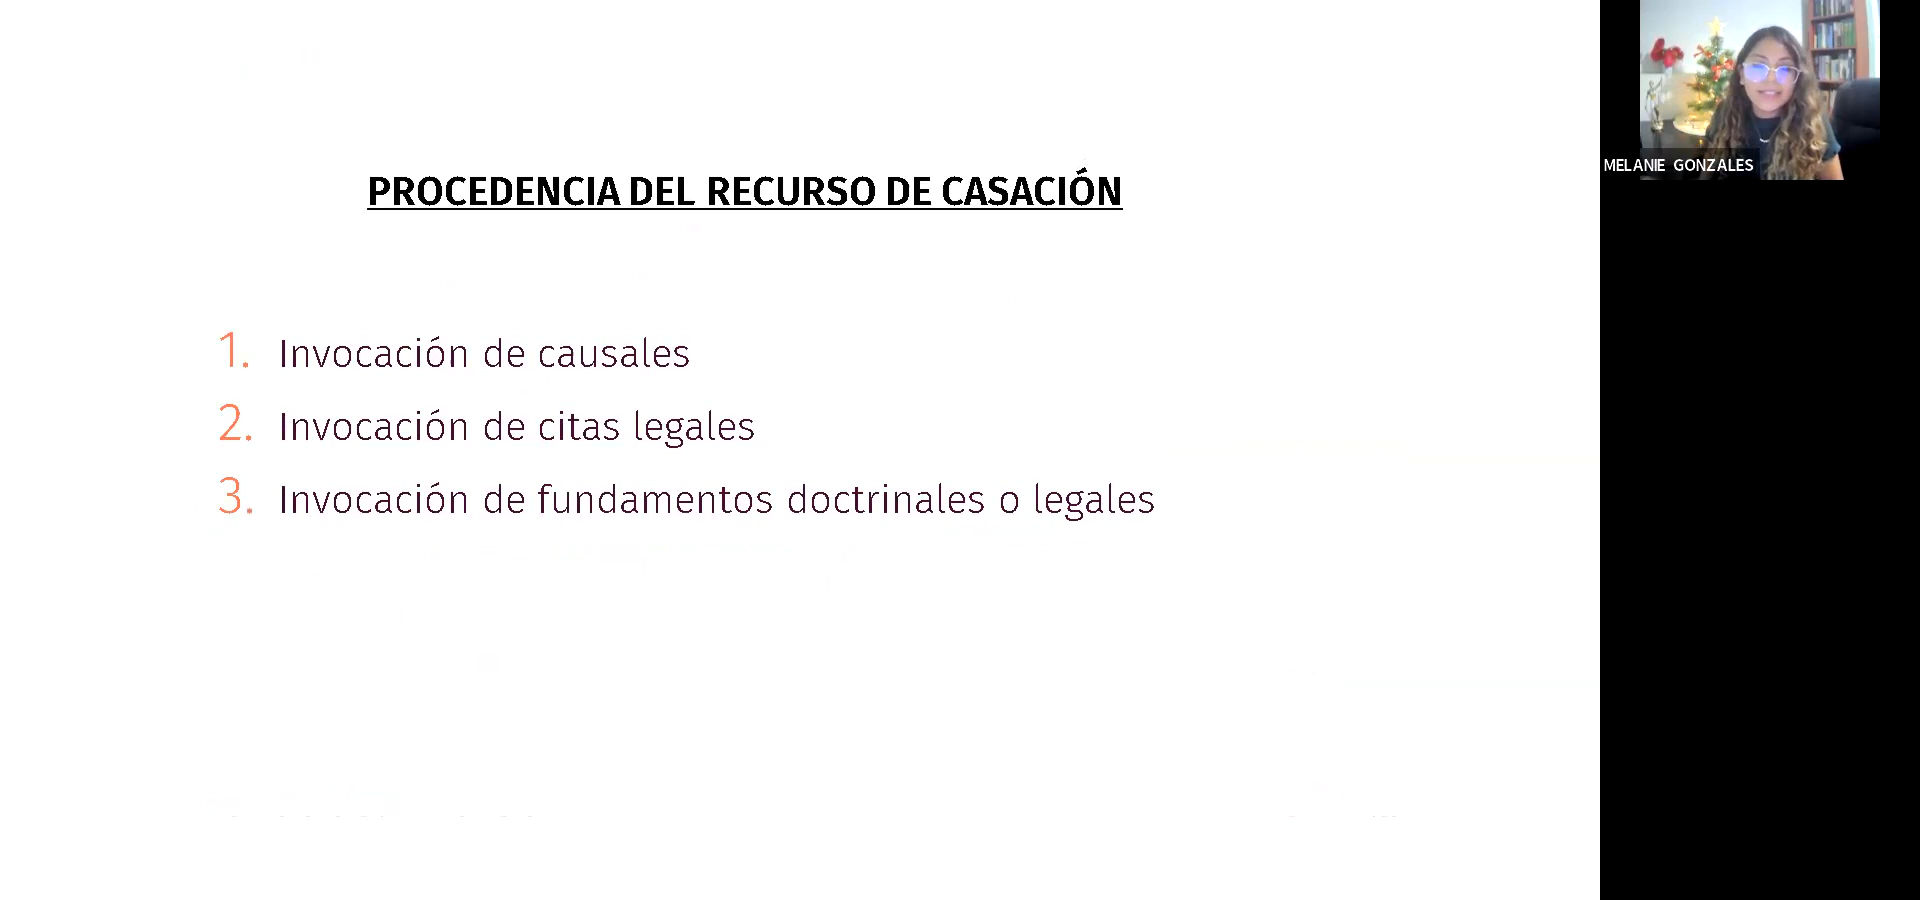 PROCEDENCIA DEL RECURSO DE CASACIÓN
1. Invocación de causales
2. Invocación de citas legales
3. Invocación de fundamentos doctrinales o legales
MELANIE GONZALES